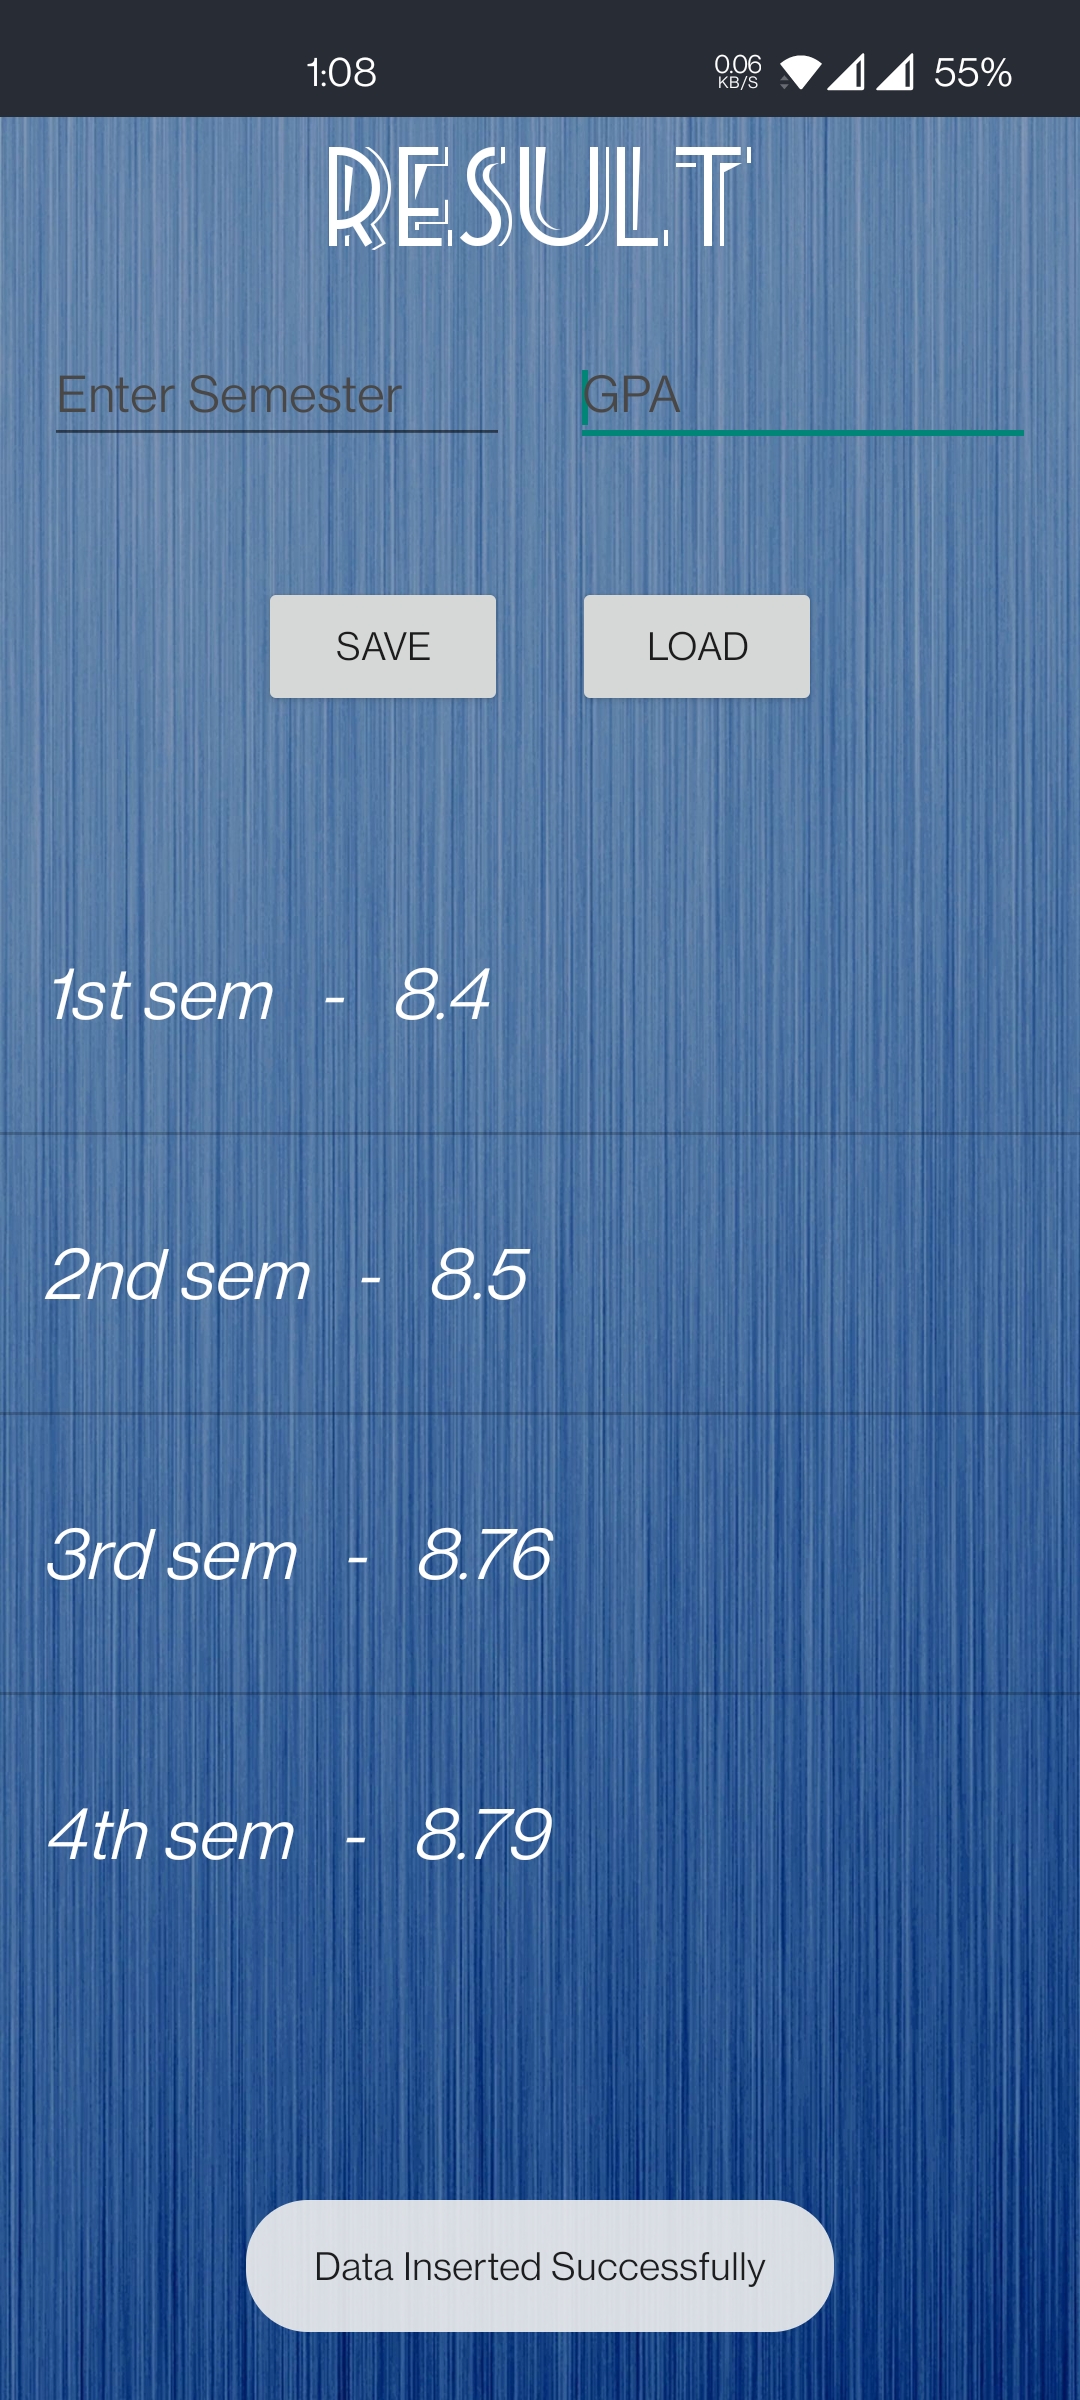 1:08 0.06 KB/S 55%
RESULT
Enter Semester GPA
SAVE LOAD
1st sem - 8.4
2nd sem - 8.5
3rd sem - 8.76
4th sem - 8.79
Data Inserted Successfully